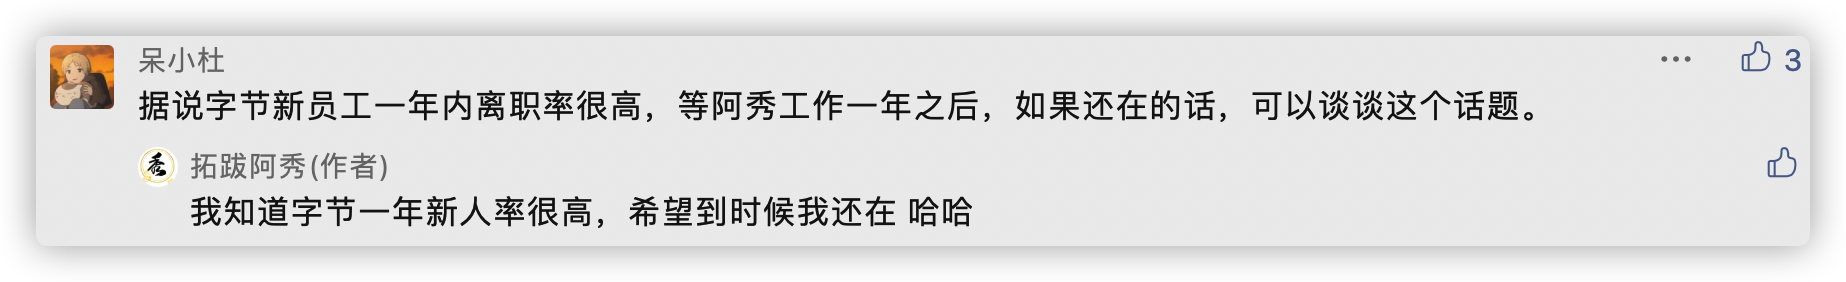 呆小杜
... 3
据说字节新员工一年内离职率很高，等阿秀工作一年之后，如果还在的话，可以谈谈这个话题。
秀
拓跋阿秀(作者)
我知道字节一年新人率很高，希望到时候我还在 哈哈